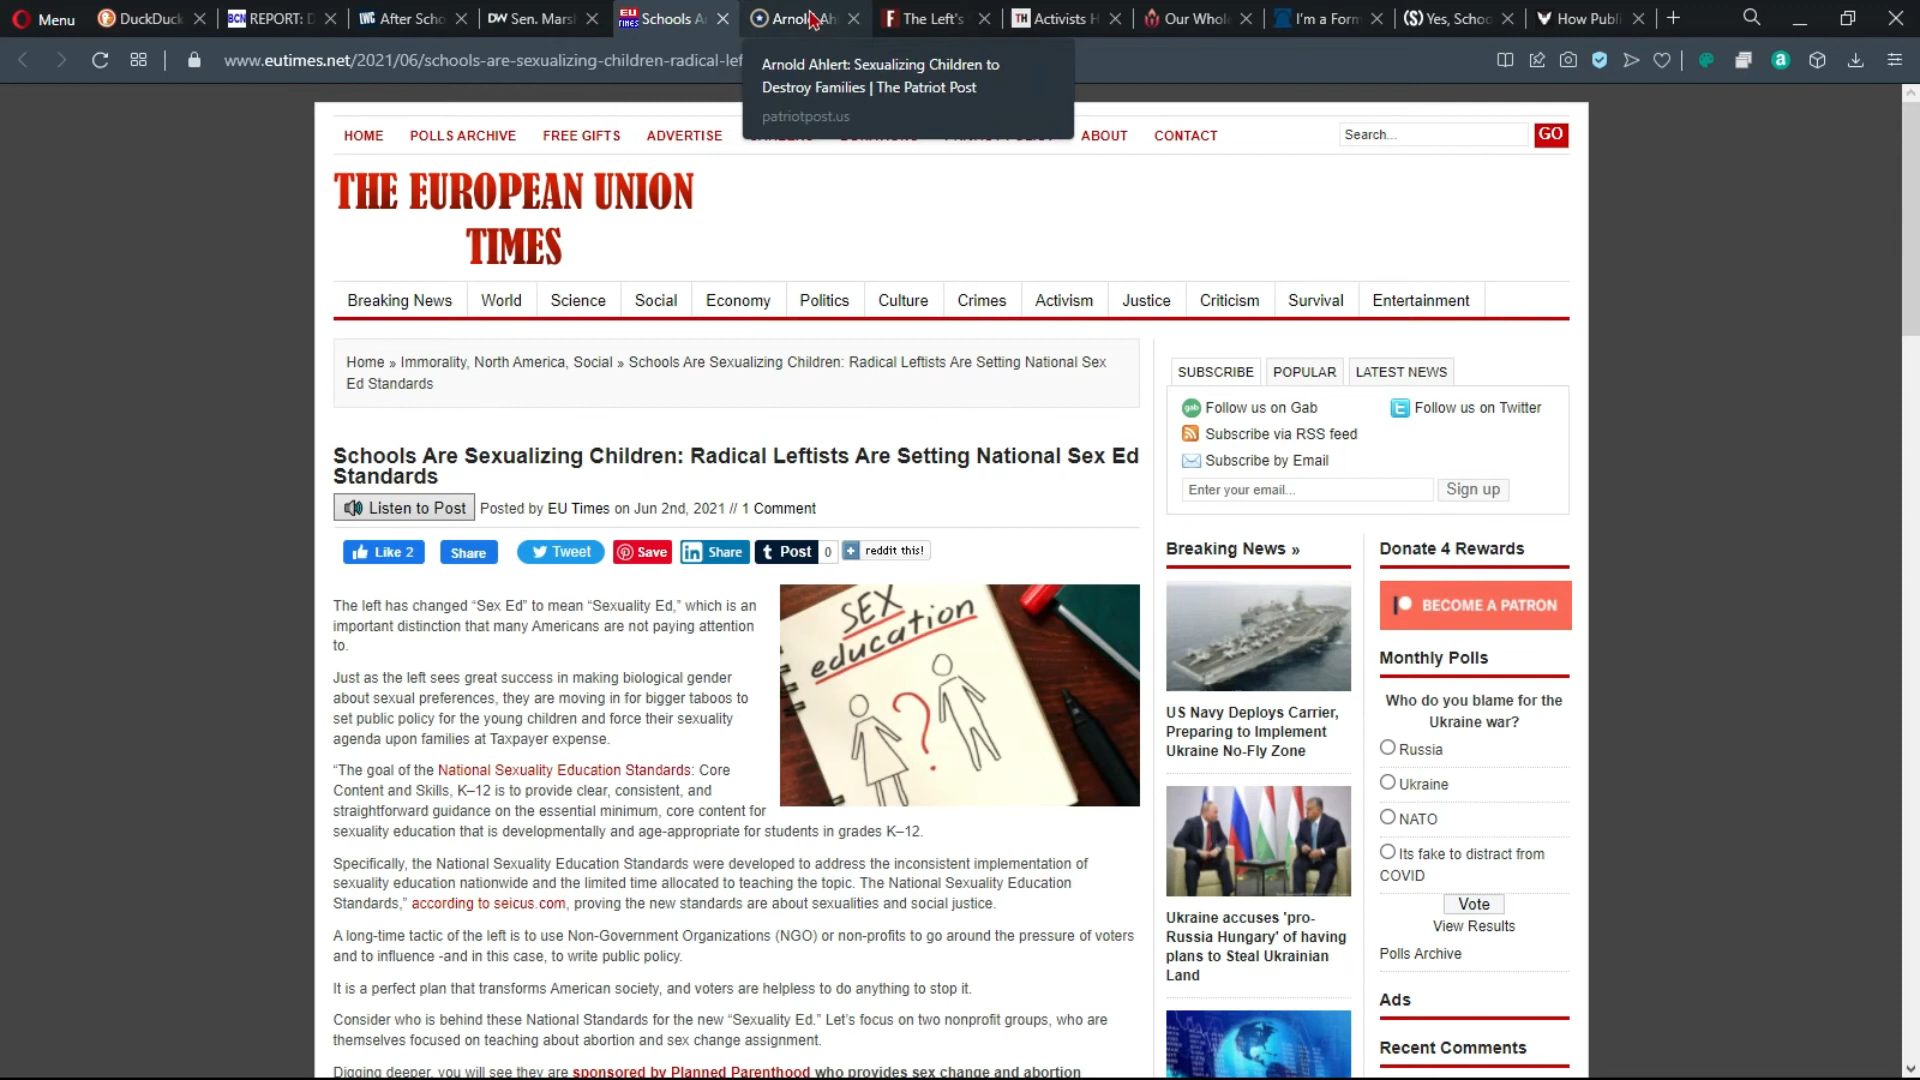 Menu
DuckDuck
REPORT: D
After Scho
DW Sen. Mars
Schools A
Arnol Ah
The Left's
TH Activists H
Our Whol
I'm a Form
(S) Yes, Schoo
How Publi
www.eutimes.net/2021/06/schools-are-sexualizing-children-radical-lef
Arnold Ahlert: Sexualizing Children to
Destroy Families | The Patriot Post
patriotpost.us
HOME POLLS ARCHIVE FREE GIFTS ADVERTISE ABOUT CONTACT
Search... GO
THE EUROPEAN UNION
TIMES
Breaking News World Science Social Economy Politics Culture Crimes Activism Justice Criticism Survival Entertainment
Home » Immorality, North America, Social » Schools Are Sexualizing Children: Radical Leftists Are Setting National Sex
Ed Standards
Schools Are Sexualizing Children: Radical Leftists Are Setting National Sex Ed
Standards
Listen to Post Posted by EU Times on Jun 2nd, 2021 // 1 Comment
Like 2 Share Tweet Save Share Post 0 reddit this!
SEX
education
?
The left has changed “Sex Ed” to mean “Sexuality Ed,” which is an
important distinction that many Americans are not paying attention
to.
Just as the left sees great success in making biological gender
about sexual preferences, they are moving in for bigger taboos to
set public policy for the young children and force their sexuality
agenda upon families at Taxpayer expense.
“The goal of the National Sexuality Education Standards: Core
Content and Skills, K–12 is to provide clear, consistent, and
straightforward guidance on the essential minimum, core content for
sexuality education that is developmentally and age-appropriate for students in grades K–12.
Specifically, the National Sexuality Education Standards were developed to address the inconsistent implementation of
sexuality education nationwide and the limited time allocated to teaching the topic. The National Sexuality Education
Standards,” according to seicus.com, proving the new standards are about sexualities and social justice.
A long-time tactic of the left is to use Non-Government Organizations (NGO) or non-profits to go around the pressure of voters
and to influence -and in this case, to write public policy.
It is a perfect plan that transforms American society, and voters are helpless to do anything to stop it.
Consider who is behind these National Standards for the new “Sexuality Ed.” Let’s focus on two nonprofit groups, who are
themselves focused on teaching about abortion and sex change assignment.
Digging deeper, you will see they are sponsored by Planned Parenthood who provides sex change and abortion
SUBSCRIBE POPULAR LATEST NEWS
Follow us on Gab Follow us on Twitter
Subscribe via RSS feed
Subscribe by Email
Enter your email... Sign up
Breaking News »
US Navy Deploys Carrier,
Preparing to Implement
Ukraine No-Fly Zone
Ukraine accuses 'pro-
Russia Hungary' of having
plans to Steal Ukrainian
Land
Donate 4 Rewards
BECOME A PATRON
Monthly Polls
Who do you blame for the
Ukraine war?
Russia
Ukraine
NATO
Its fake to distract from
COVID
Vote
View Results
Polls Archive
Ads
Recent Comments